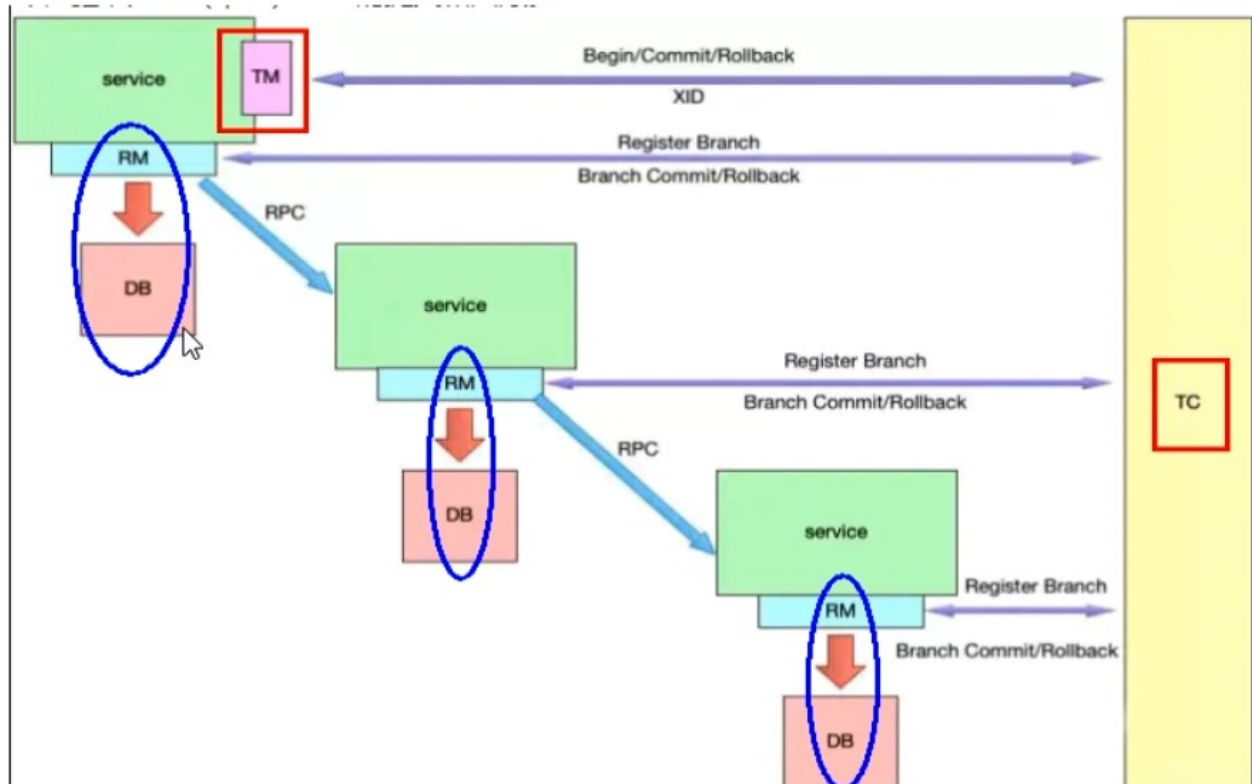 Begin/Commit/Rollback
service
TM
XID
Register Branch
RM
Branch Commit/Rollback
RPC
DB
service
Register Branch
RM
Branch Commit/Rollback
TC
RPC
DB
service
Register Branch
RM
Branch Commit/Rollback
DB